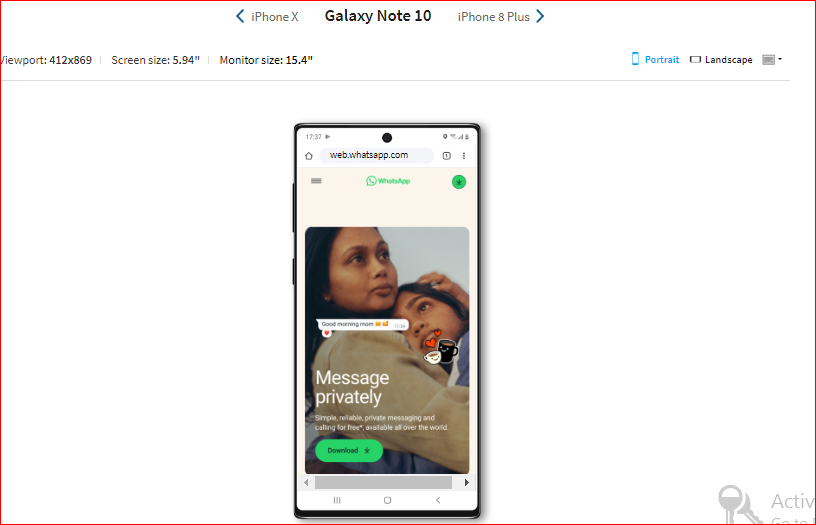 iPhone X Galaxy Note 10 iPhone 8 Plus
Viewport: 412x869 Screen size: 5.94" Monitor size: 15.4" Portrait Landscape
17:37
web.whatsapp.com
WhatsApp
Good morning mom
11:34
Message
privately
Simple, reliable, private messaging and
calling for free*, available all over the world.
Download
Activ
Go to